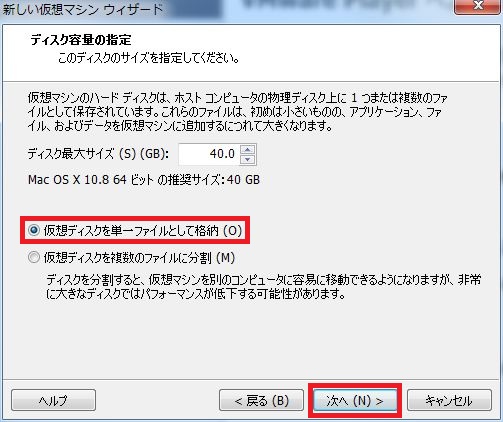 新しい仮想マシン ウィザード
ディスク容量の指定
このディスクのサイズを指定してください。
仮想マシンのハード ディスクは、ホスト コンピュータの物理ディスク上に 1 つまたは複数のファ
イルとして保存されています。これらのファイルは、初めは小さいものの、アプリケーション、ファ
イル、およびデータを仮想マシンに追加するにつれて大きくなります。
ディスク最大サイズ (S) (GB): 40.0
Mac OS X 10.8 64 ビット の推奨サイズ: 40 GB
仮想ディスクを単一ファイルとして格納 (O)
仮想ディスクを複数のファイルに分割 (M)
ディスクを分割すると、仮想マシンを別のコンピュータに容易に移動できるようになりますが、非常
に大きなディスクではパフォーマンスが低下する可能性があります。
ヘルプ < 戻る (B) 次へ (N) > キャンセル